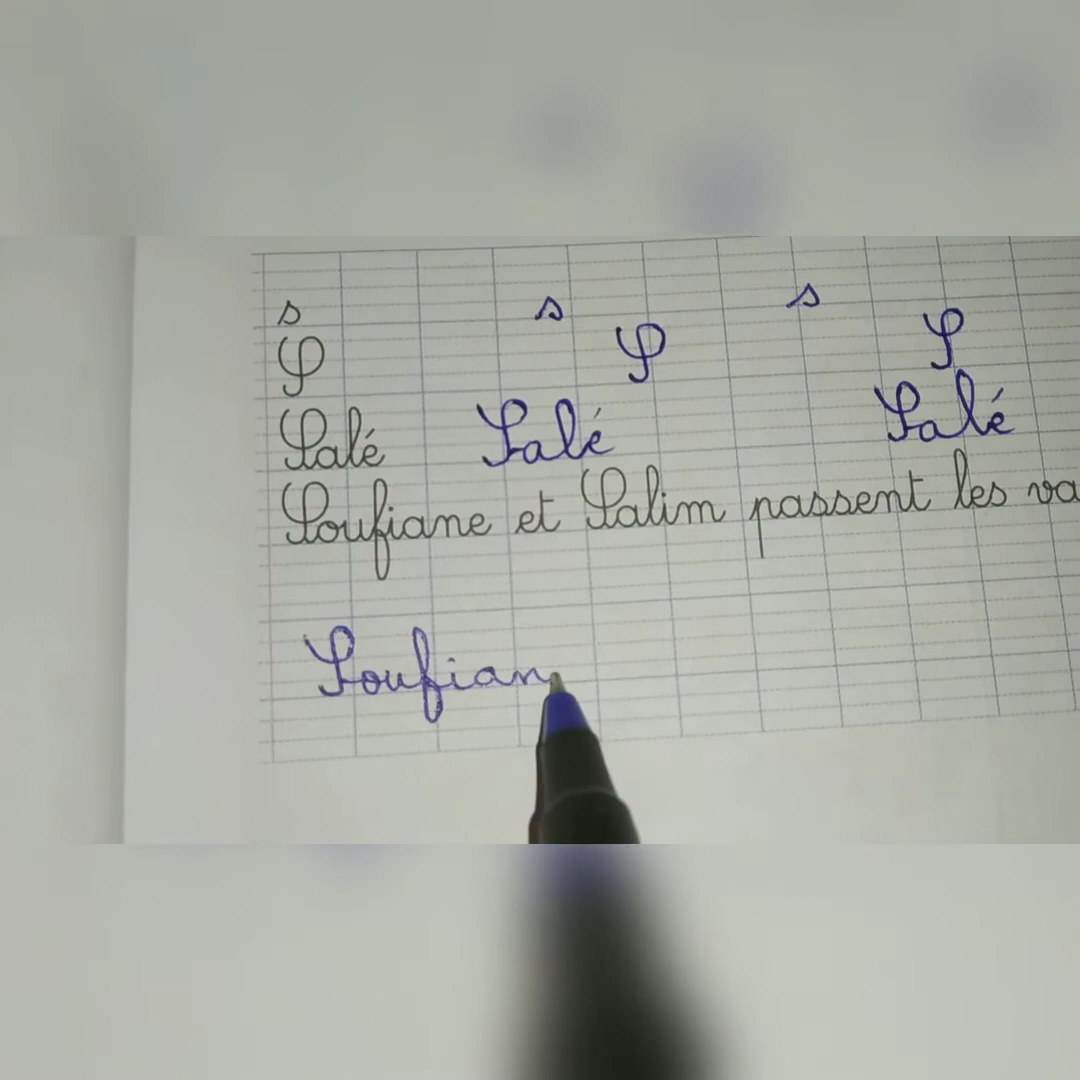 s s s
S S S
Salé Salé Salé
Soufiane et Salim passent les va
Soufian